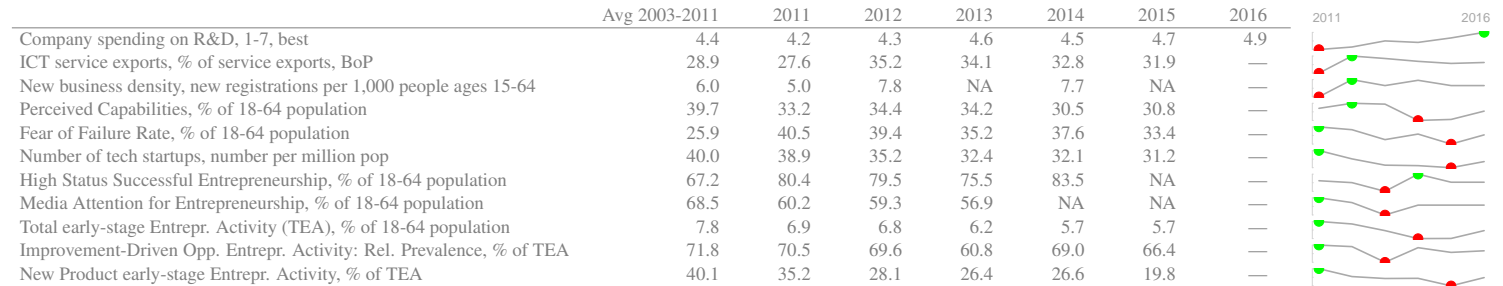 Avg 2003-2011 2011 2012 2013 2014 2015 2016 2011 2016
Company spending on R&D, 1-7, best 4.4 4.2 4.3 4.6 4.5 4.7 4.9
ICT service exports, % of service exports, BoP 28.9 27.6 35.2 34.1 32.8 31.9 —
New business density, new registrations per 1,000 people ages 15-64 6.0 5.0 7.8 NA 7.7 NA —
Perceived Capabilities, % of 18-64 population 39.7 33.2 34.4 34.2 30.5 30.8 —
Fear of Failure Rate, % of 18-64 population 25.9 40.5 39.4 35.2 37.6 33.4 —
Number of tech startups, number per million pop 40.0 38.9 35.2 32.4 32.1 31.2 —
High Status Successful Entrepreneurship, % of 18-64 population 67.2 80.4 79.5 75.5 83.5 NA —
Media Attention for Entrepreneurship, % of 18-64 population 68.5 60.2 59.3 56.9 NA NA —
Total early-stage Entrepr. Activity (TEA), % of 18-64 population 7.8 6.9 6.8 6.2 5.7 5.7 —
Improvement-Driven Opp. Entrepr. Activity: Rel. Prevalence, % of TEA 71.8 70.5 69.6 60.8 69.0 66.4 —
New Product early-stage Entrepr. Activity, % of TEA 40.1 35.2 28.1 26.4 26.6 19.8 —